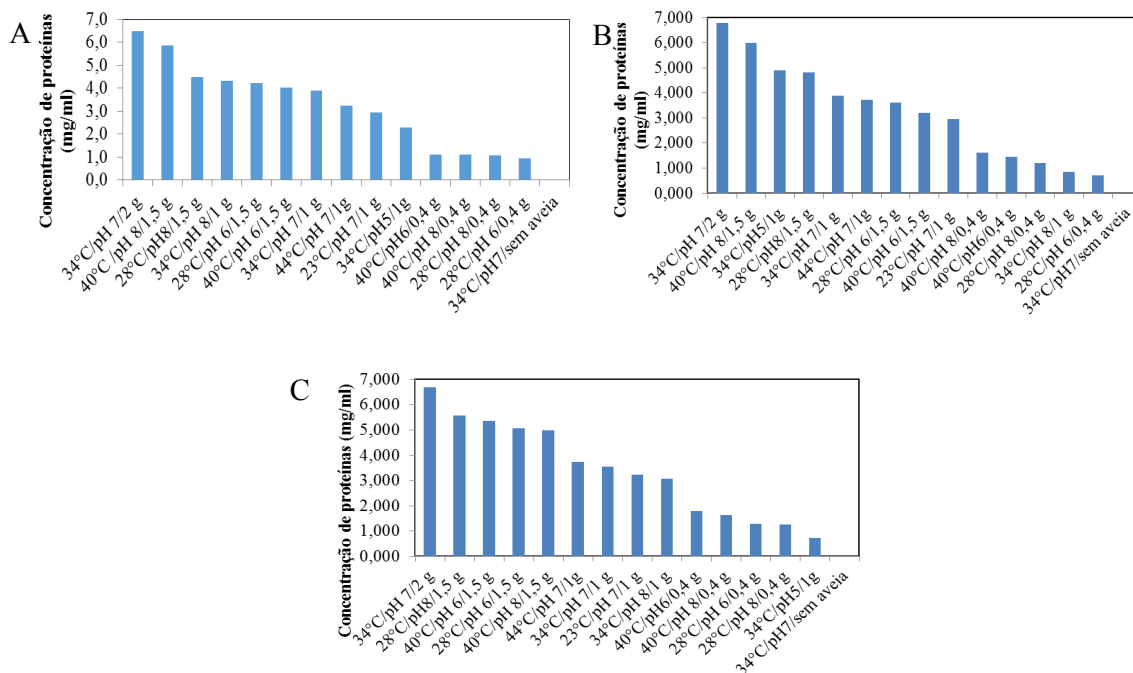 A
Concentração de proteínas
(mg/ml)
7,0
6,0
5,0
4,0
3,0
2,0
1,0
0,0
34°C/pH 7/2 g
40°C /pH 8/1,5 g
28°C/pH8/1,5 g
34°C/pH 8/1 g
28°C/pH 6/1,5 g
40°C/pH 6/1,5 g
34°C/pH 7/1 g
44°C/pH 7/1g
23°C/pH 7/1 g
34°C/pH5/1g
40°C/pH6/0,4 g
40°C/pH 8/0,4 g
28°C/pH 8/0,4 g
28°C/pH 6/0,4 g
34°C/pH7/sem aveia
B
Concentração de proteínas
(mg/ml)
7,000
6,000
5,000
4,000
3,000
2,000
1,000
0,000
34°C/pH 7/2 g
40°C/pH 8/1,5 g
34°C/pH5/1g
28°C/pH8/1,5 g
34°C/pH 7/1 g
44°C/pH 7/1g
28°C/pH 6/1,5 g
40°C/pH 6/1,5 g
23°C/pH 7/1 g
40°C/pH 8/0,4 g
40°C/pH6/0,4 g
28°C/pH 8/0,4 g
34°C/pH 8/1 g
28°C/pH 6/0,4 g
34°C/pH7/sem aveia
C
Concentração de proteínas (mg/ml)
7,000
6,000
5,000
4,000
3,000
2,000
1,000
0,000
34°C/pH 7/2 g
28°C/pH8/1,5 g
40°C/pH 6/1,5 g
28°C/pH 6/1,5 g
40°C/pH 8/1,5 g
44°C/pH 7/1g
34°C/pH 7/1 g
23°C/pH 7/1 g
34°C/pH 8/1 g
40°C/pH6/0,4 g
40°C/pH 8/0,4 g
28°C/pH 6/0,4 g
28°C/pH 8/0,4 g
34°C/pH5/1g
34°C/pH7/sem aveia